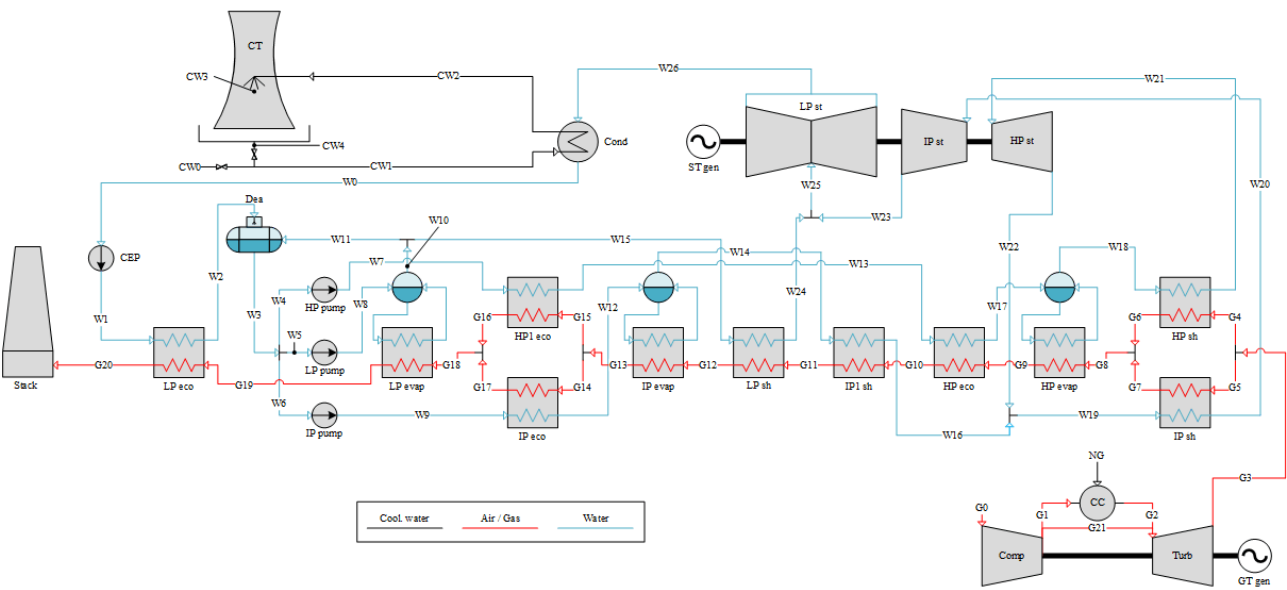 CT
CW3
CW2
CW4
CW0
CW1
Cond
W26
LP st
IP st
HP st
ST gen
W21
W20
W25
W23
W0
Dea
CEP
W1
W2
W3
W4
W5
W6
W7
W8
W10
W11
HP pump
LP pump
IP pump
W9
W15
W14
W13
W12
W24
W22
W17
W18
W16
W19
Stack
G20
LP eco
G19
LP evap
G18
G16
G17
HP1 eco
IP eco
G15
G14
G13
IP evap
G12
LP sh
G11
IP1 sh
G10
HP eco
G9
HP evap
G8
G6
G7
HP sh
IP sh
G4
G5
G3
NG
G0
G1
CC
G2
G21
Comp
Turb
GT gen
Cool. water
Air / Gas
Water